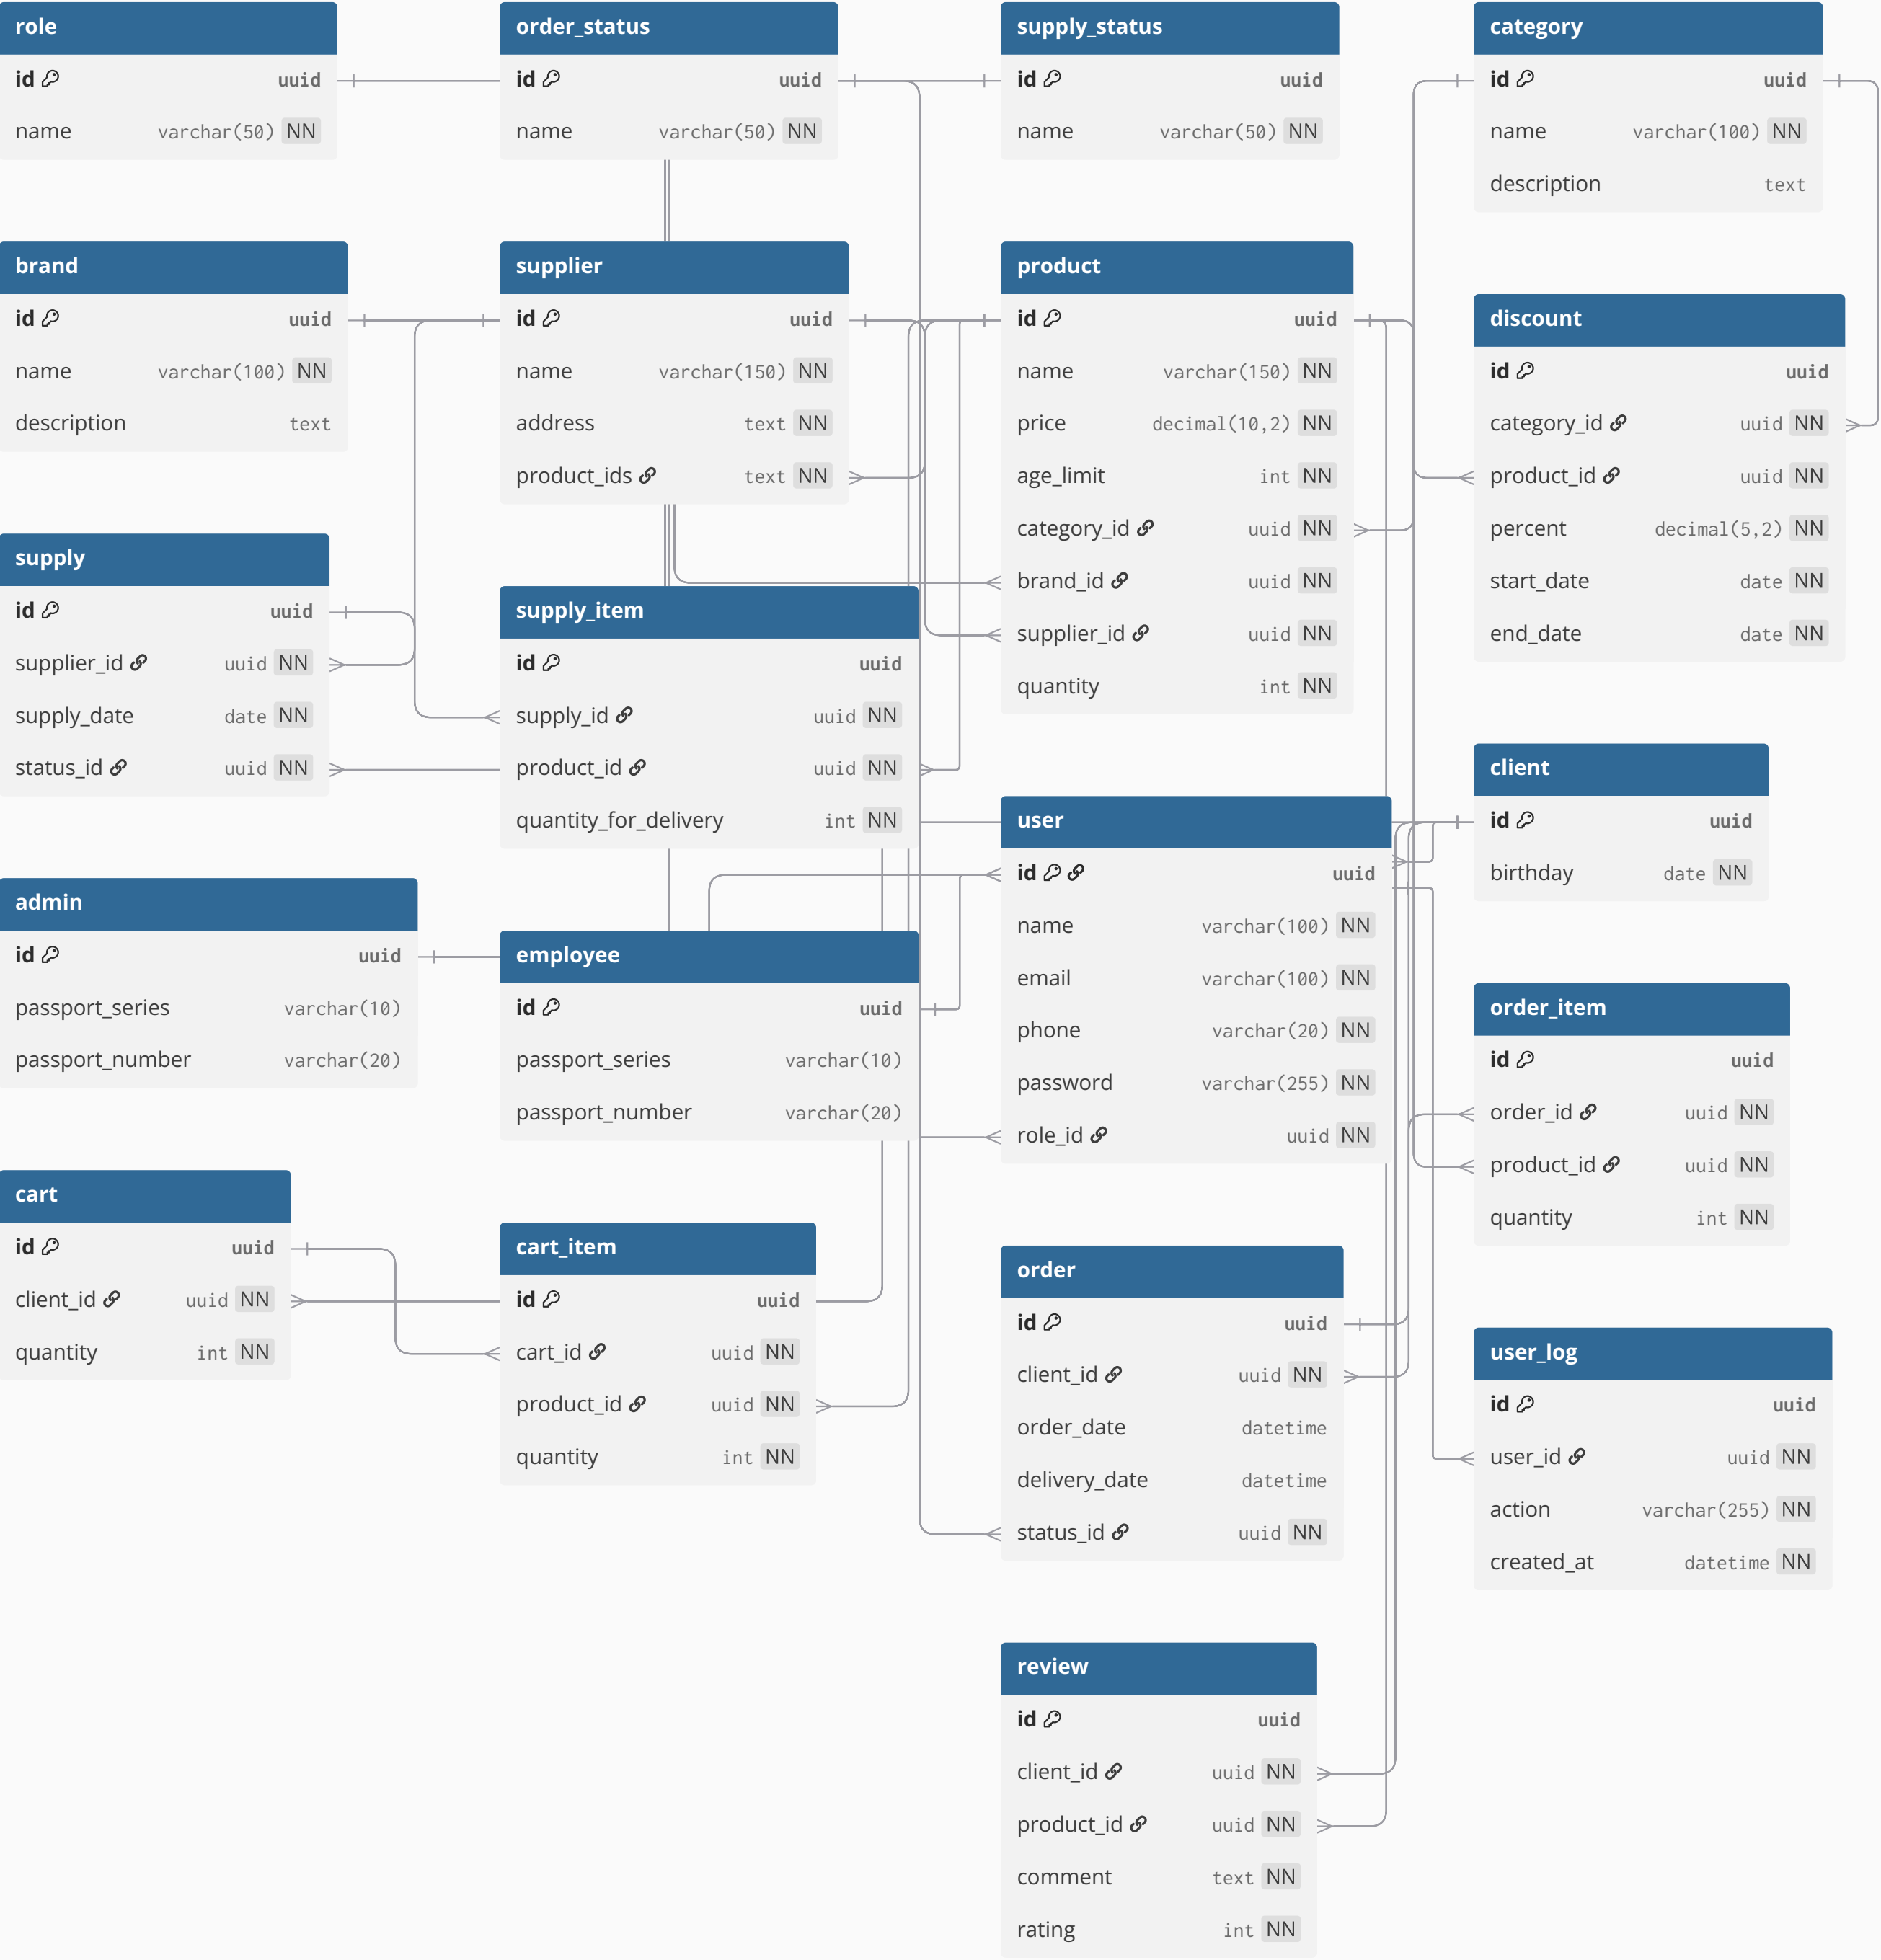 role
id uuid
name varchar(50) NN
order_status
id uuid
name varchar(50) NN
supply_status
id uuid
name varchar(50) NN
category
id uuid
name varchar(100) NN
description text
brand
id uuid
name varchar(100) NN
description text
supplier
id uuid
name varchar(150) NN
address text NN
product_ids text NN
product
id uuid
name varchar(150) NN
price decimal(10,2) NN
age_limit int NN
category_id uuid NN
brand_id uuid NN
supplier_id uuid NN
quantity int NN
discount
id uuid
category_id uuid NN
product_id uuid NN
percent decimal(5,2) NN
start_date date NN
end_date date NN
supply
id uuid
supplier_id uuid NN
supply_date date NN
status_id uuid NN
supply_item
id uuid
supply_id uuid NN
product_id uuid NN
quantity_for_delivery int NN
user
id uuid
name varchar(100) NN
email varchar(100) NN
phone varchar(20) NN
password varchar(255) NN
role_id uuid NN
client
id uuid
birthday date NN
admin
id uuid
passport_series varchar(10)
passport_number varchar(20)
employee
id uuid
passport_series varchar(10)
passport_number varchar(20)
order_item
id uuid
order_id uuid NN
product_id uuid NN
quantity int NN
cart
id uuid
client_id uuid NN
quantity int NN
cart_item
id uuid
cart_id uuid NN
product_id uuid NN
quantity int NN
order
id uuid
client_id uuid NN
order_date datetime
delivery_date datetime
status_id uuid NN
user_log
id uuid
user_id uuid NN
action varchar(255) NN
created_at datetime NN
review
id uuid
client_id uuid NN
product_id uuid NN
comment text NN
rating int NN